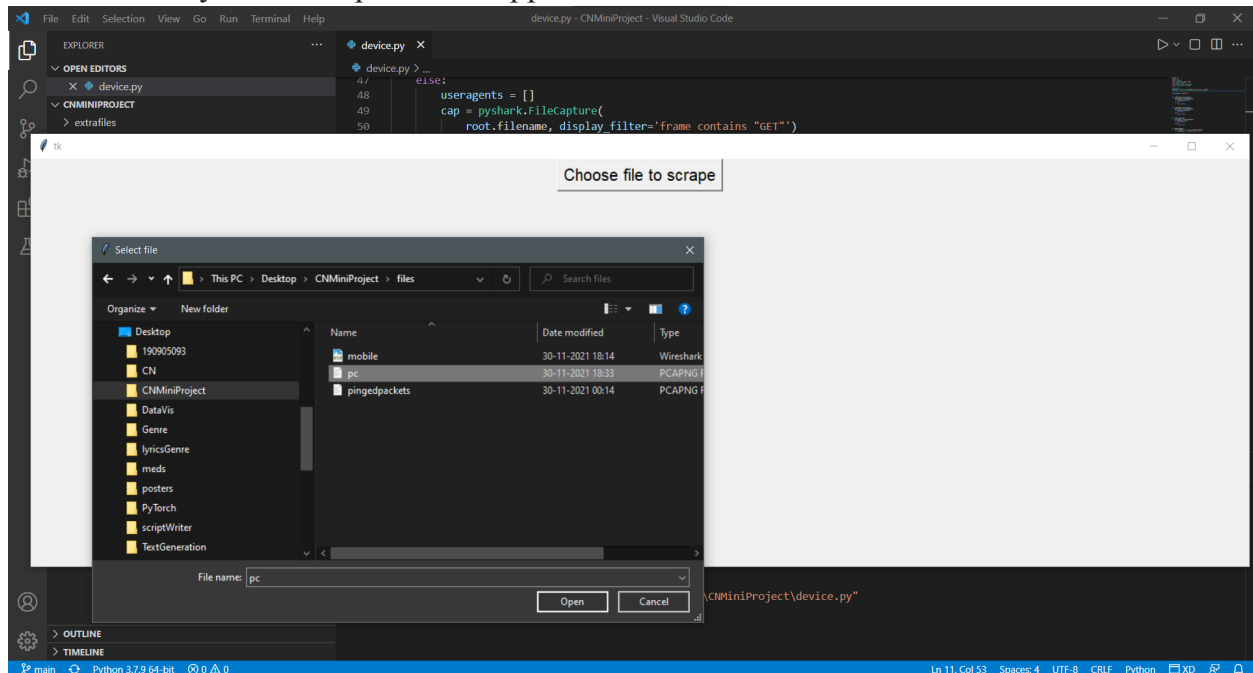 File Edit Selection View Go Run Terminal Help
device.py - CNMiniProject - Visual Studio Code
EXPLORER
device.py
OPEN EDITORS
device.py
CNMINIPROJECT
extrafiles
device.py > ...
47 else:
48 useragents = []
49 cap = pyshark.FileCapture(
50 root.filename, display_filter='frame contains "GET"')
tk
Choose file to scrape
Select file
This PC > Desktop > CNMiniProject > files
Search files
Organize New folder
Name Date modified Type
Desktop
190905093
CN
CNMiniProject
DataVis
Genre
lyricsGenre
meds
posters
PyTorch
scriptWriter
TextGeneration
mobile 30-11-2021 18:14 Wireshark
pc 30-11-2021 18:33 PCAPNG F
pingedpackets 30-11-2021 00:14 PCAPNG F
File name: pc
Open Cancel
\CNMiniProject\device.py"
OUTLINE
TIMELINE
main Python 3.7.9 64-bit 0 0 Ln 11, Col 53 Spaces: 4 UTF-8 CRLF Python XD